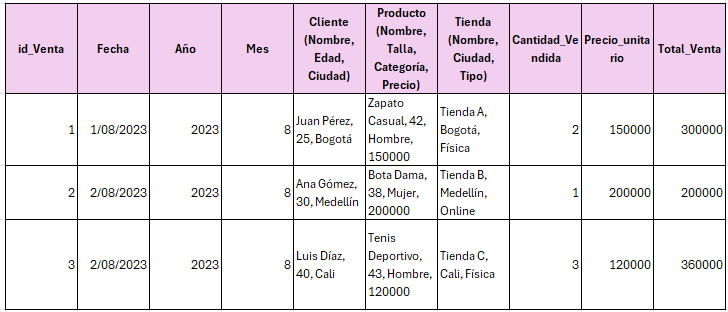 id_Venta Fecha Año Mes Cliente (Nombre, Edad, Ciudad) Producto (Nombre, Talla, Categoría, Precio) Tienda (Nombre, Ciudad, Tipo) Cantidad_Vendida Precio_unitario Total_Venta
1 1/08/2023 2023 8 Juan Pérez, 25, Bogotá Zapato Casual, 42, Hombre, 150000 Tienda A, Bogotá, Física 2 150000 300000
2 2/08/2023 2023 8 Ana Gómez, 30, Medellín Bota Dama, 38, Mujer, 200000 Tienda B, Medellín, Online 1 200000 200000
3 2/08/2023 2023 8 Luis Díaz, 40, Cali Tenis Deportivo, 43, Hombre, 120000 Tienda C, Cali, Física 3 120000 360000